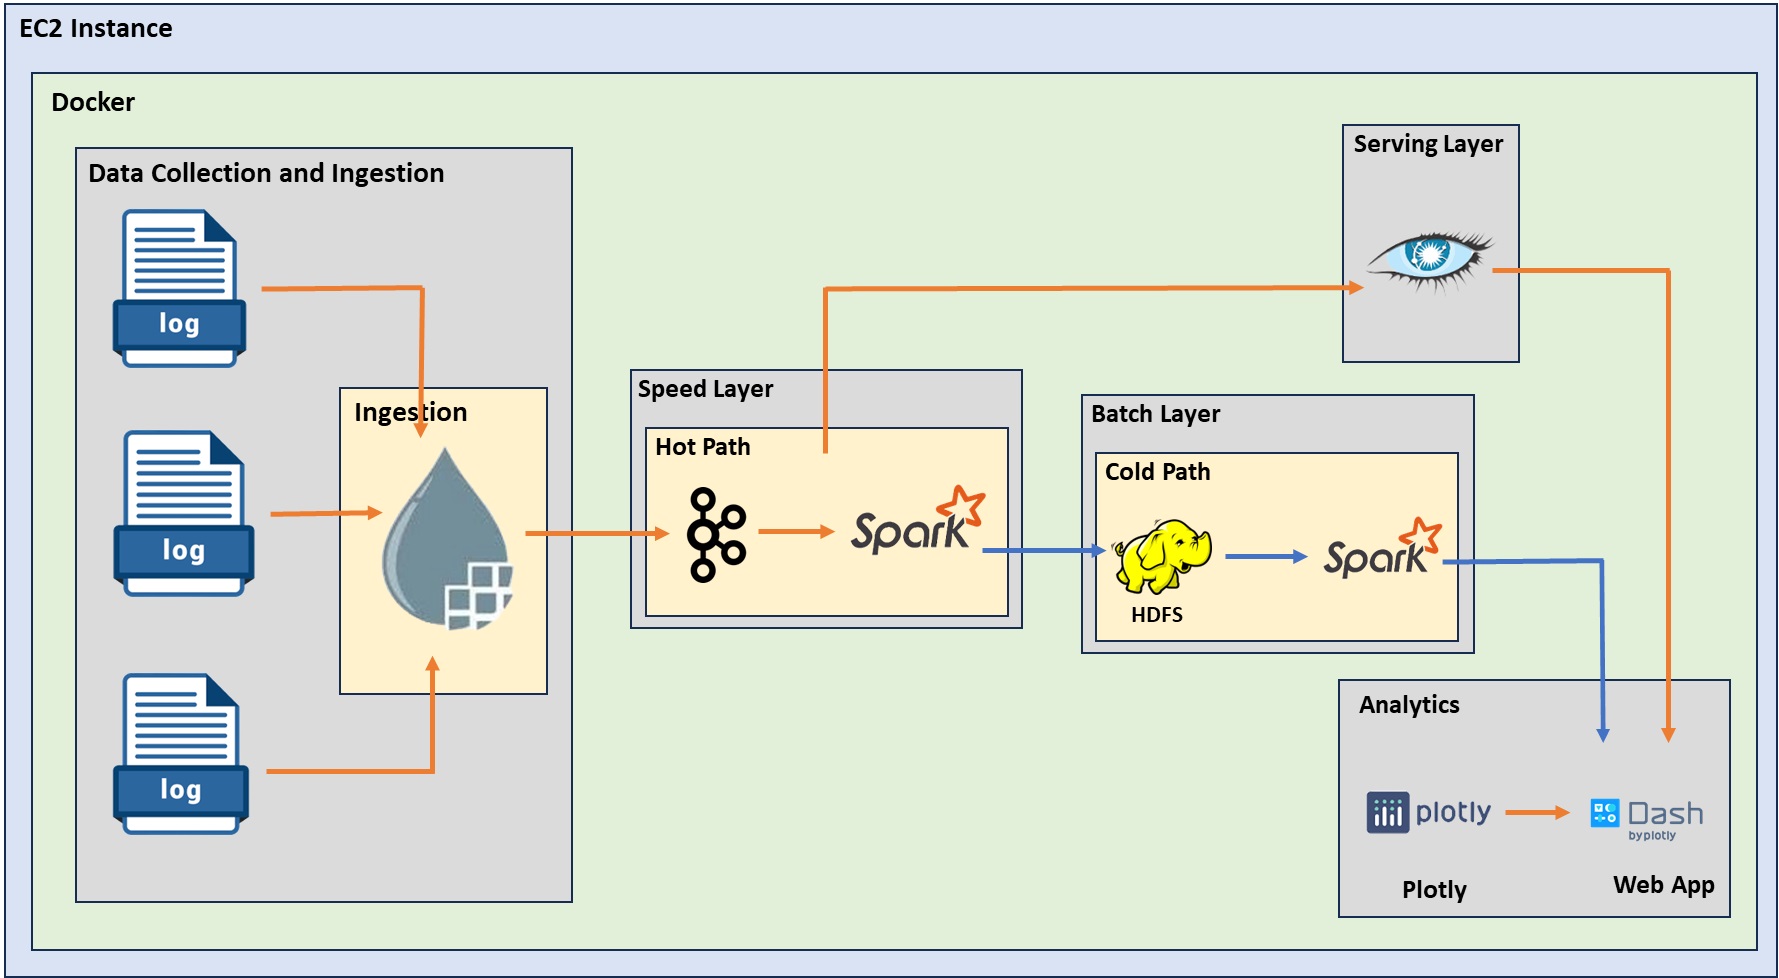 EC2 Instance
Docker
Data Collection and Ingestion
log
Ingestion
log
log
Speed Layer
Hot Path
Spark
Serving Layer
Batch Layer
Cold Path
HDFS
Spark
Analytics
plotly
Plotly
Dash
by plotly
Web App